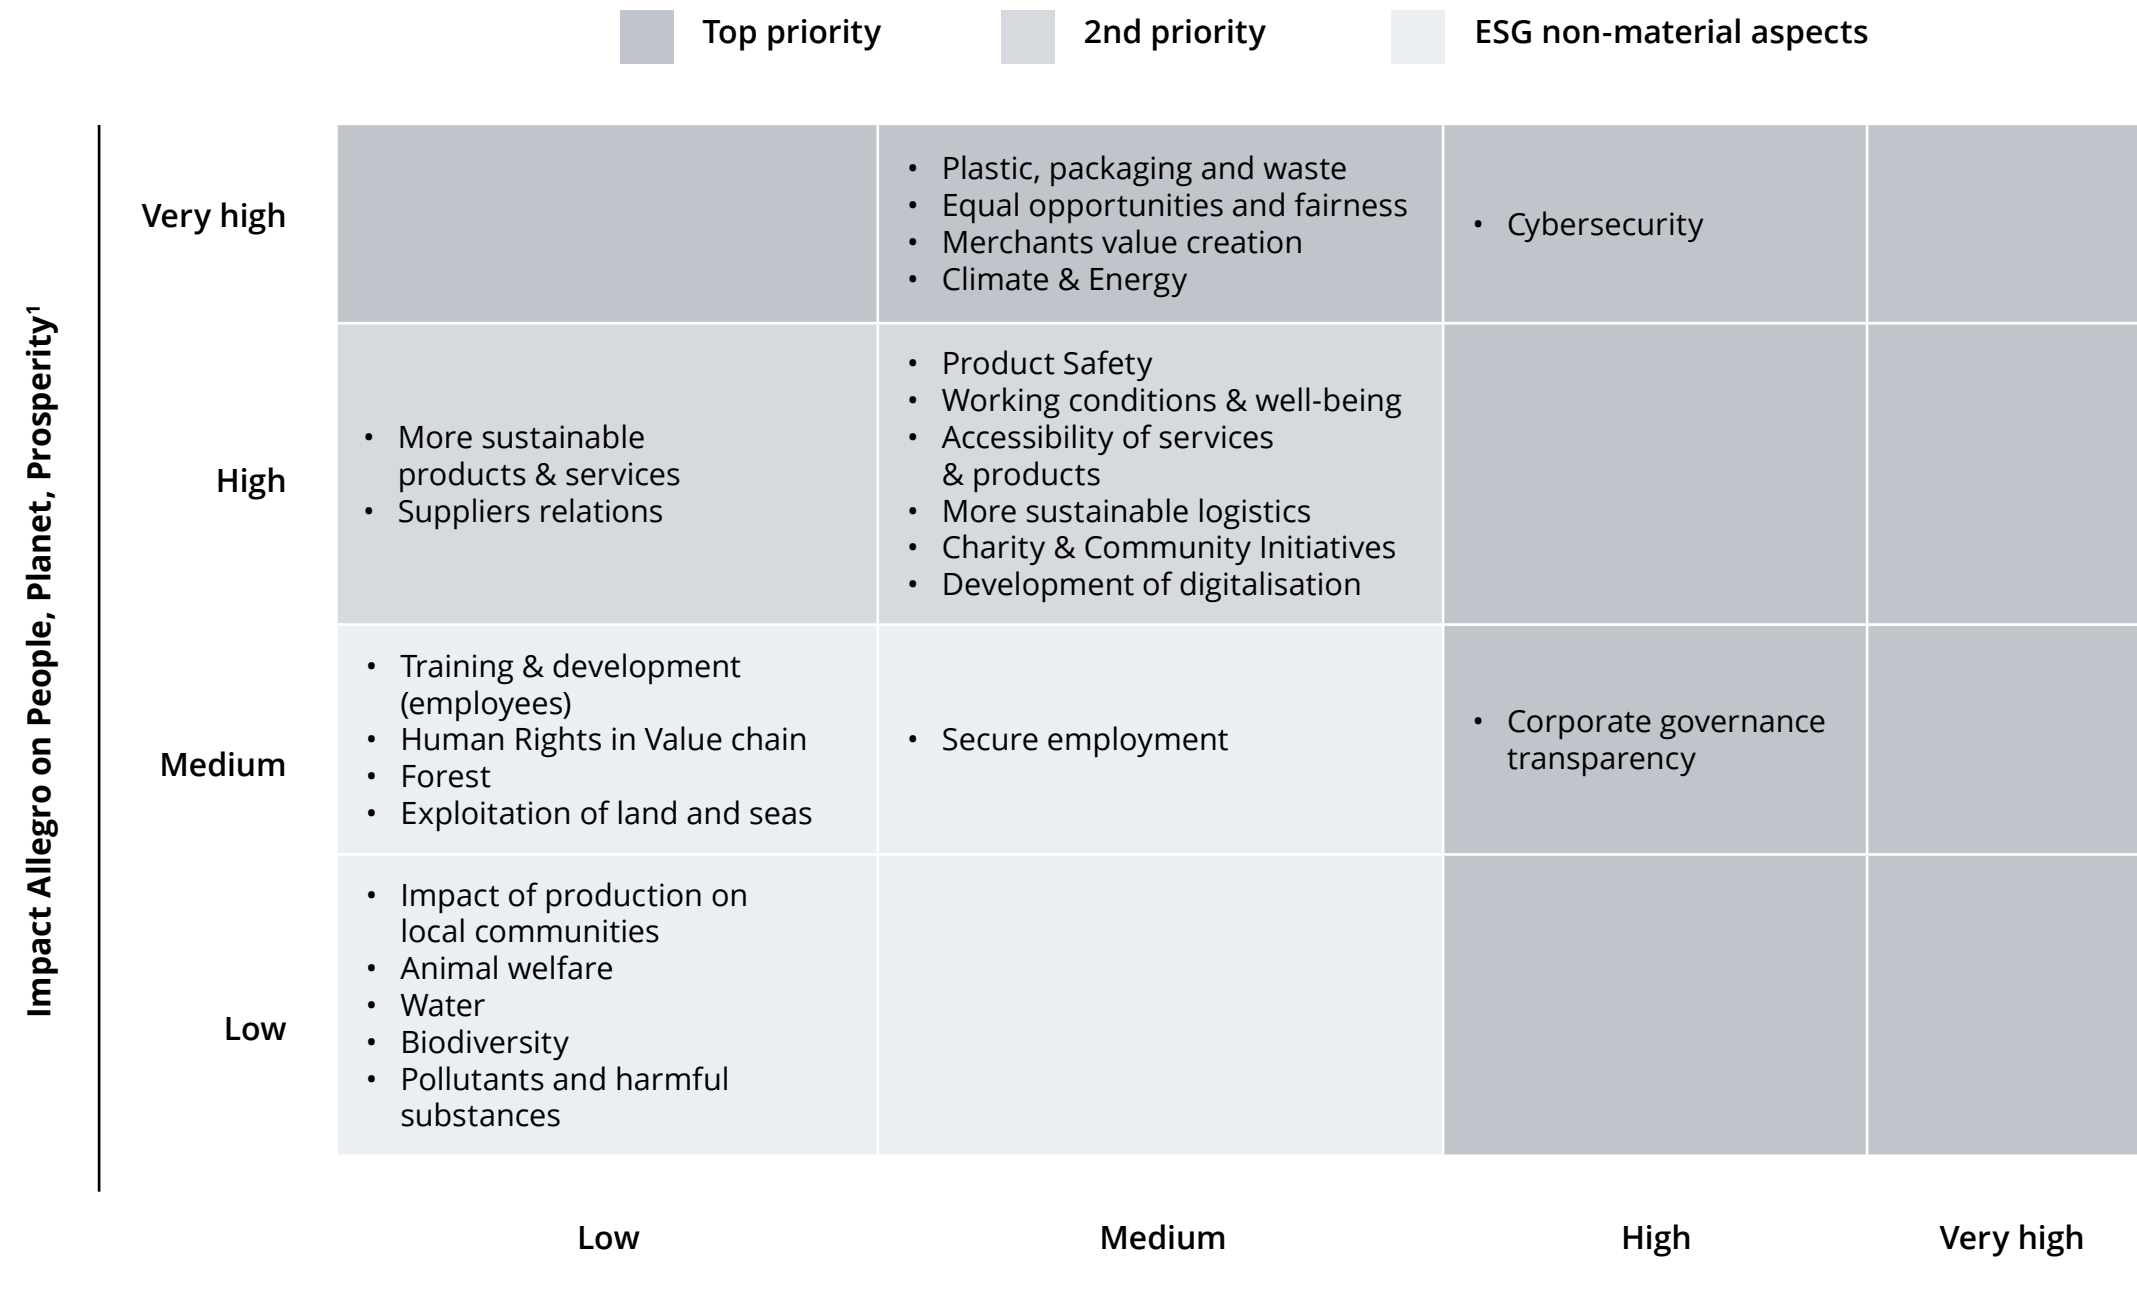 Top priority
2nd priority
ESG non-material aspects
Impact Allegro on People, Planet, Prosperity¹
Very high
• Plastic, packaging and waste
• Equal opportunities and fairness
• Merchants value creation
• Climate & Energy
• Cybersecurity
High
• More sustainable
products & services
• Suppliers relations
• Product Safety
• Working conditions & well-being
• Accessibility of services
& products
• More sustainable logistics
• Charity & Community Initiatives
• Development of digitalisation
Medium
• Training & development
(employees)
• Human Rights in Value chain
• Forest
• Exploitation of land and seas
• Secure employment
• Corporate governance
transparency
Low
• Impact of production on
local communities
• Animal welfare
• Water
• Biodiversity
• Pollutants and harmful
substances
Low
Medium
High
Very high